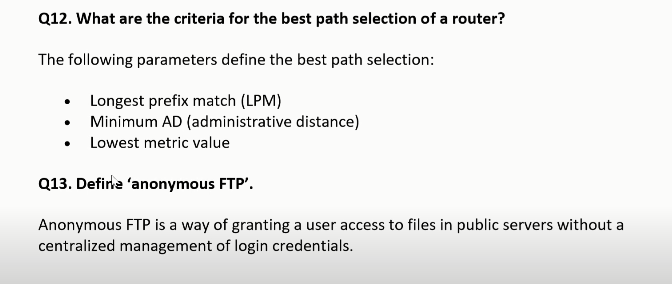 Q12. What are the criteria for the best path selection of a router?
The following parameters define the best path selection:
• Longest prefix match (LPM)
• Minimum AD (administrative distance)
• Lowest metric value
Q13. Define ‘anonymous FTP’.
Anonymous FTP is a way of granting a user access to files in public servers without a
centralized management of login credentials.